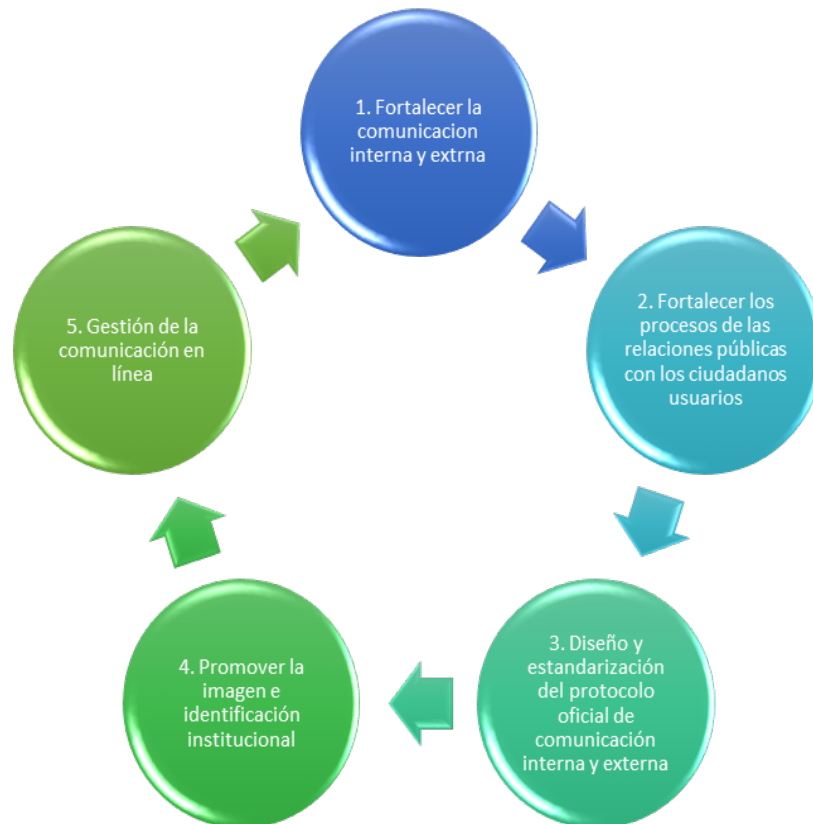 1. Fortalecer la
comunicacion
interna y extrna
2. Fortalecer los
procesos de las
relaciones públicas
con los ciudadanos
usuarios
3. Diseño y
estandarización
del protocolo
oficial de
comunicación
interna y externa
4. Promover la
imagen e
identificación
institucional
5. Gestión de la
comunicación en
línea